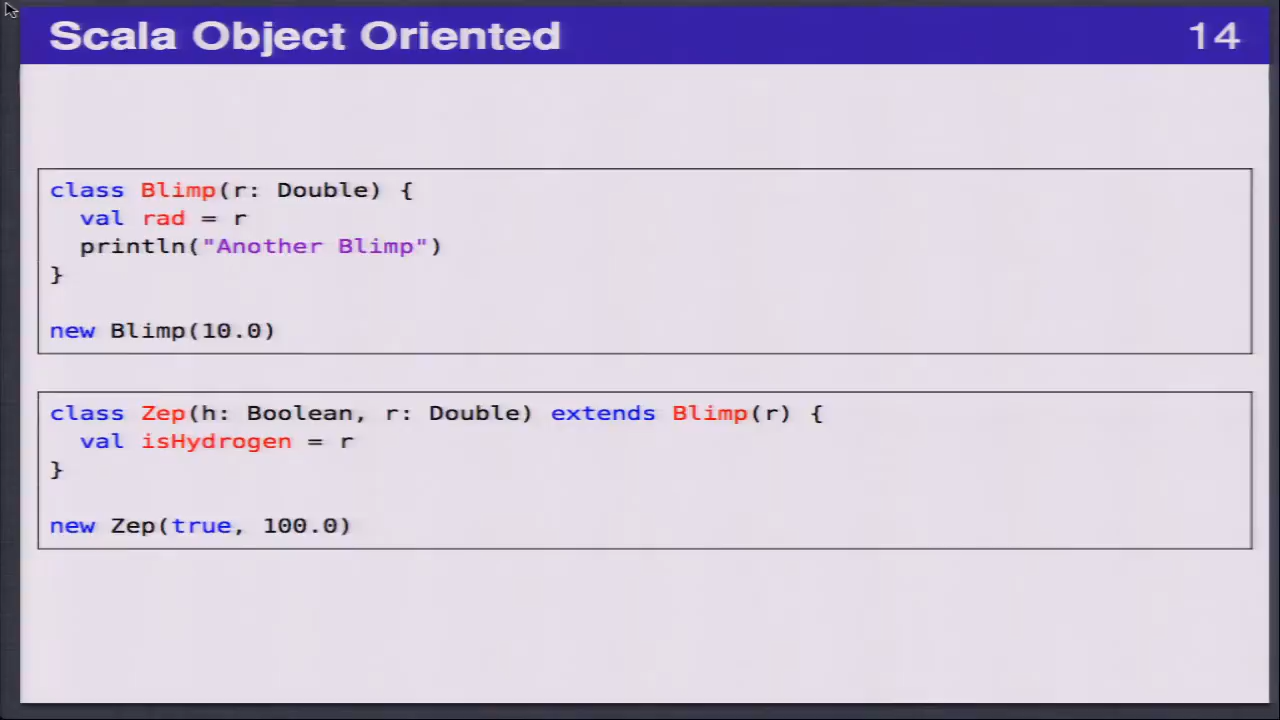 Scala Object Oriented 14
class Blimp(r: Double) {
  val rad = r
  println("Another Blimp")
}
new Blimp(10.0)
class Zep(h: Boolean, r: Double) extends Blimp(r) {
  val isHydrogen = r
}
new Zep(true, 100.0)